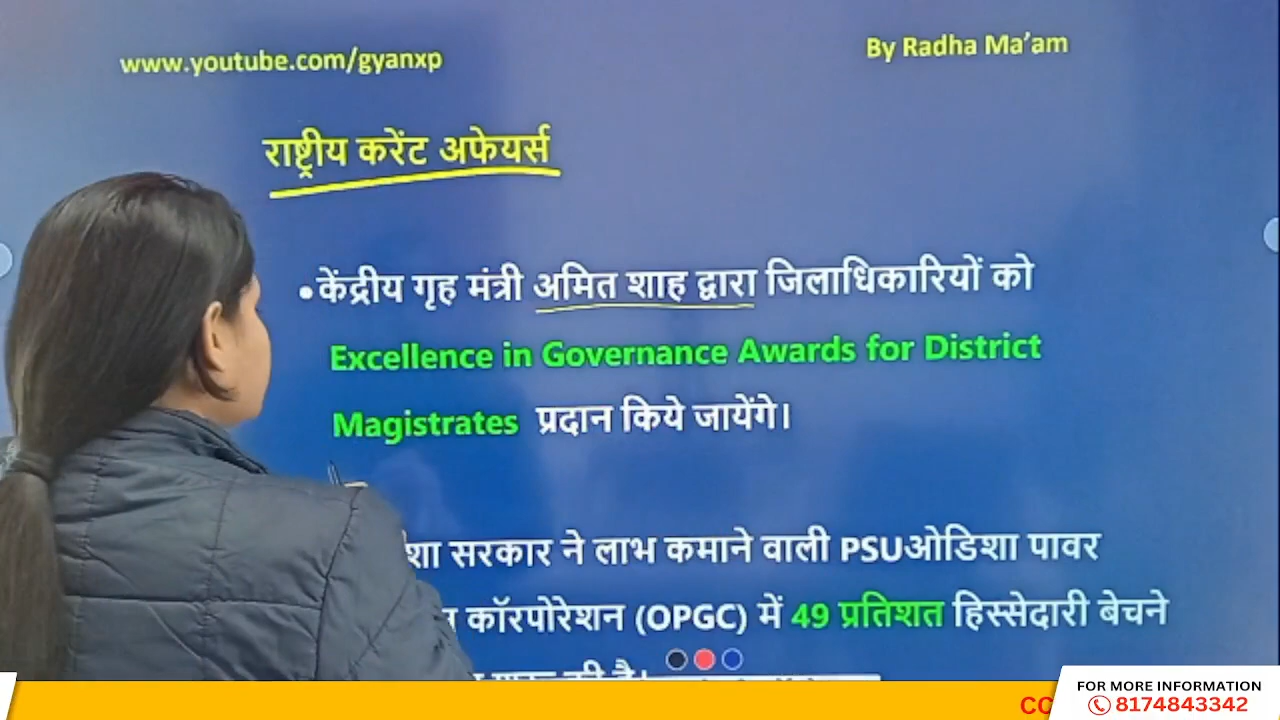 www.youtube.com/gyanxp
By Radha Ma’am
राष्ट्रीय करेंट अफेयर्स
•केंद्रीय गृह मंत्री अमित शाह द्वारा जिलाधिकारियों को
Excellence in Governance Awards for District
Magistrates प्रदान किये जायेंगे।
सरकार ने लाभ कमाने वाली PSUओडिशा पावर
कॉरपोरेशन (OPGC) में 49 प्रतिशत हिस्सेदारी बेचने
की है।
FOR MORE INFORMATION
8174843342